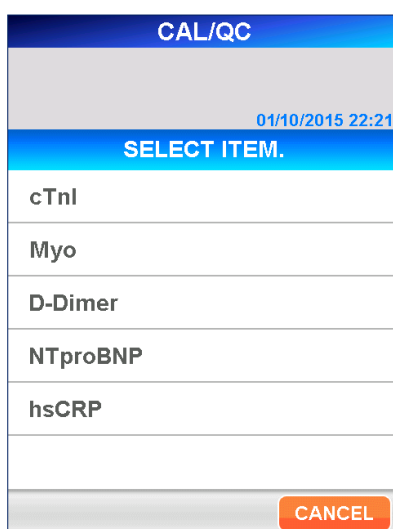 CAL/QC
01/10/2015 22:21
SELECT ITEM.
cTnI
Myo
D-Dimer
NTproBNP
hsCRP
CANCEL